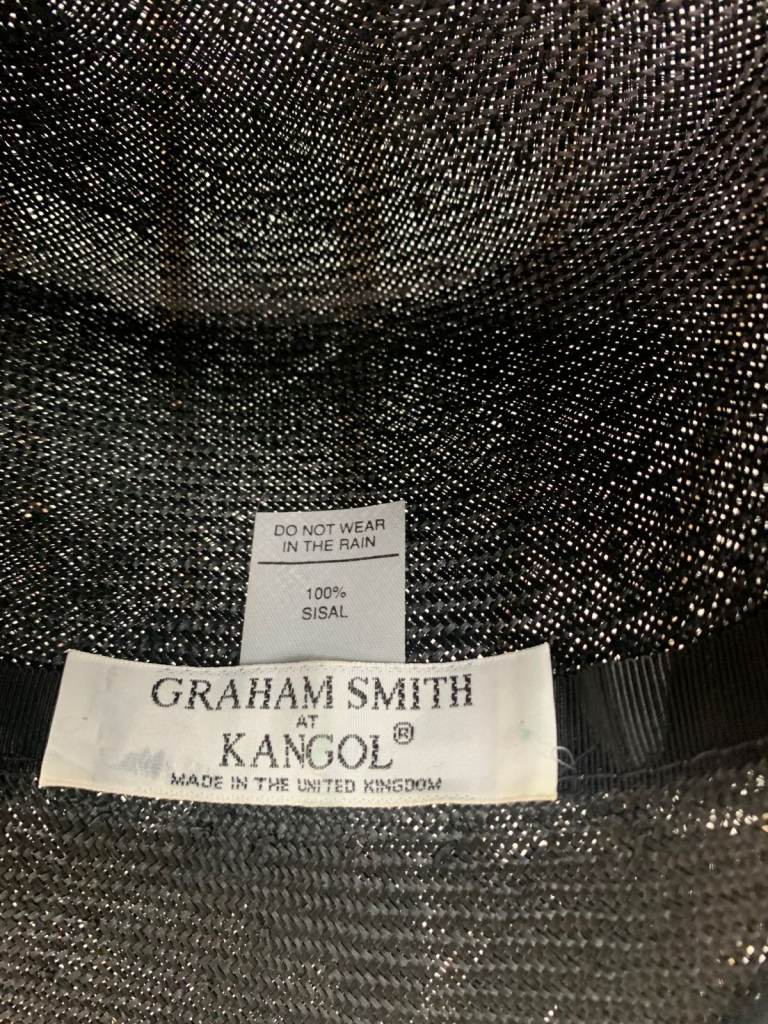 DO NOT WEAR
IN THE RAIN
100%
SISAL
GRAHAM SMITH
AT
KANGOL®
MADE IN THE UNITED KINGDOM